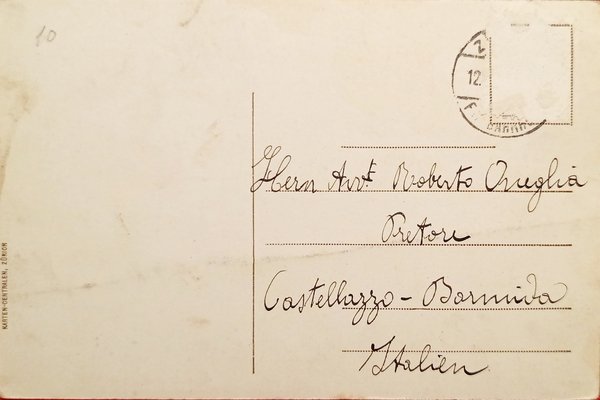 10
12.
Herrn Avv.t Roberto Oneglia
Pretore
Castellazzo - Bormida
Italien
KARTEN-CENTRALEN, ZÜRICH